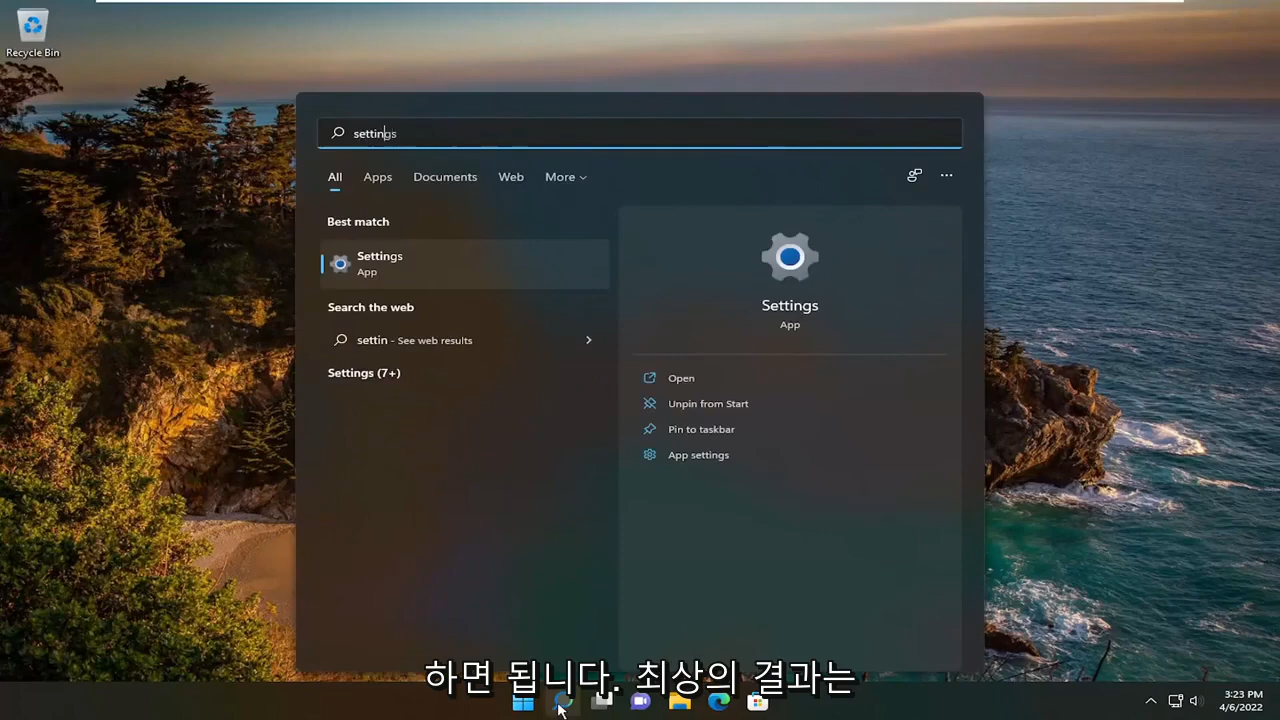 Recycle Bin
settings
All Apps Documents Web More
Best match
Settings
App
Search the web
settin - See web results
Settings (7+)
Settings
App
Open
Unpin from Start
Pin to taskbar
App settings
하면 됩니다. 최상의 결과는
3:23 PM
4/6/2022